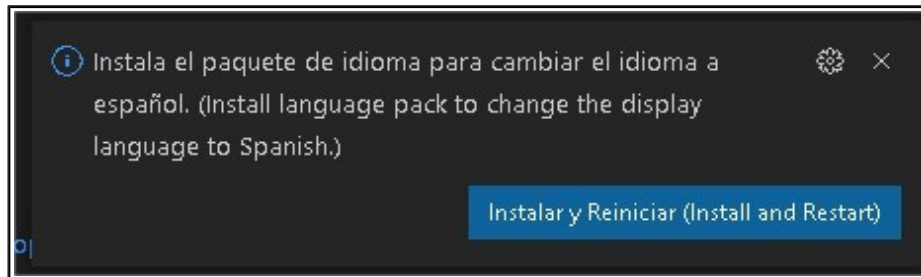 Instala el paquete de idioma para cambiar el idioma a
español. (Install language pack to change the display
language to Spanish.)
Instalar y Reiniciar (Install and Restart)